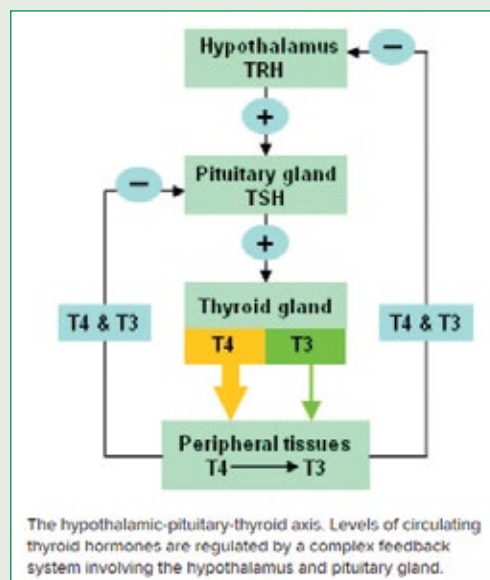 Hypothalamus
TRH
−
+
Pituitary gland
TSH
−
+
Thyroid gland
T4 T3
T4 & T3
T4 & T3
Peripheral tissues
T4 → T3
The hypothalamic-pituitary-thyroid axis. Levels of circulating
thyroid hormones are regulated by a complex feedback
system involving the hypothalamus and pituitary gland.